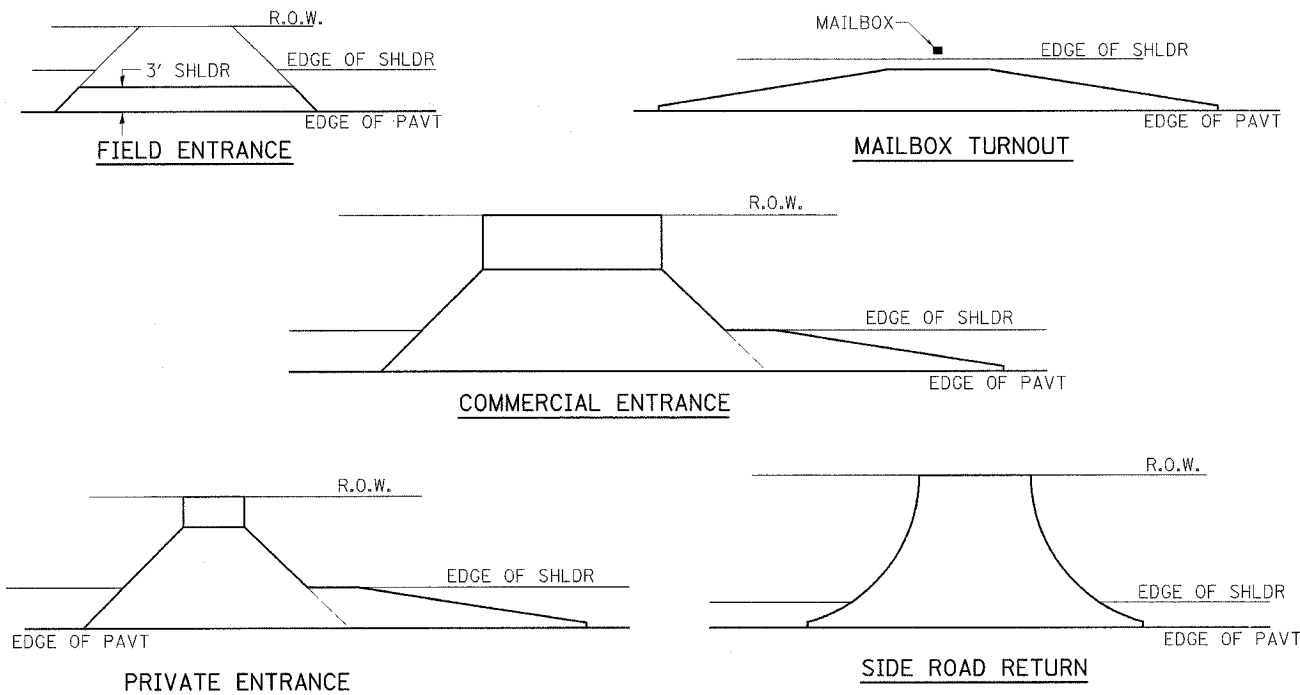 R.O.W.
EDGE OF SHLDR
3' SHLDR
EDGE OF PAVT
FIELD ENTRANCE
MAILBOX
EDGE OF SHLDR
EDGE OF PAVT
MAILBOX TURNOUT
R.O.W.
EDGE OF SHLDR
EDGE OF PAVT
COMMERCIAL ENTRANCE
R.O.W.
EDGE OF SHLDR
EDGE OF PAVT
PRIVATE ENTRANCE
R.O.W.
EDGE OF SHLDR
EDGE OF PAVT
SIDE ROAD RETURN